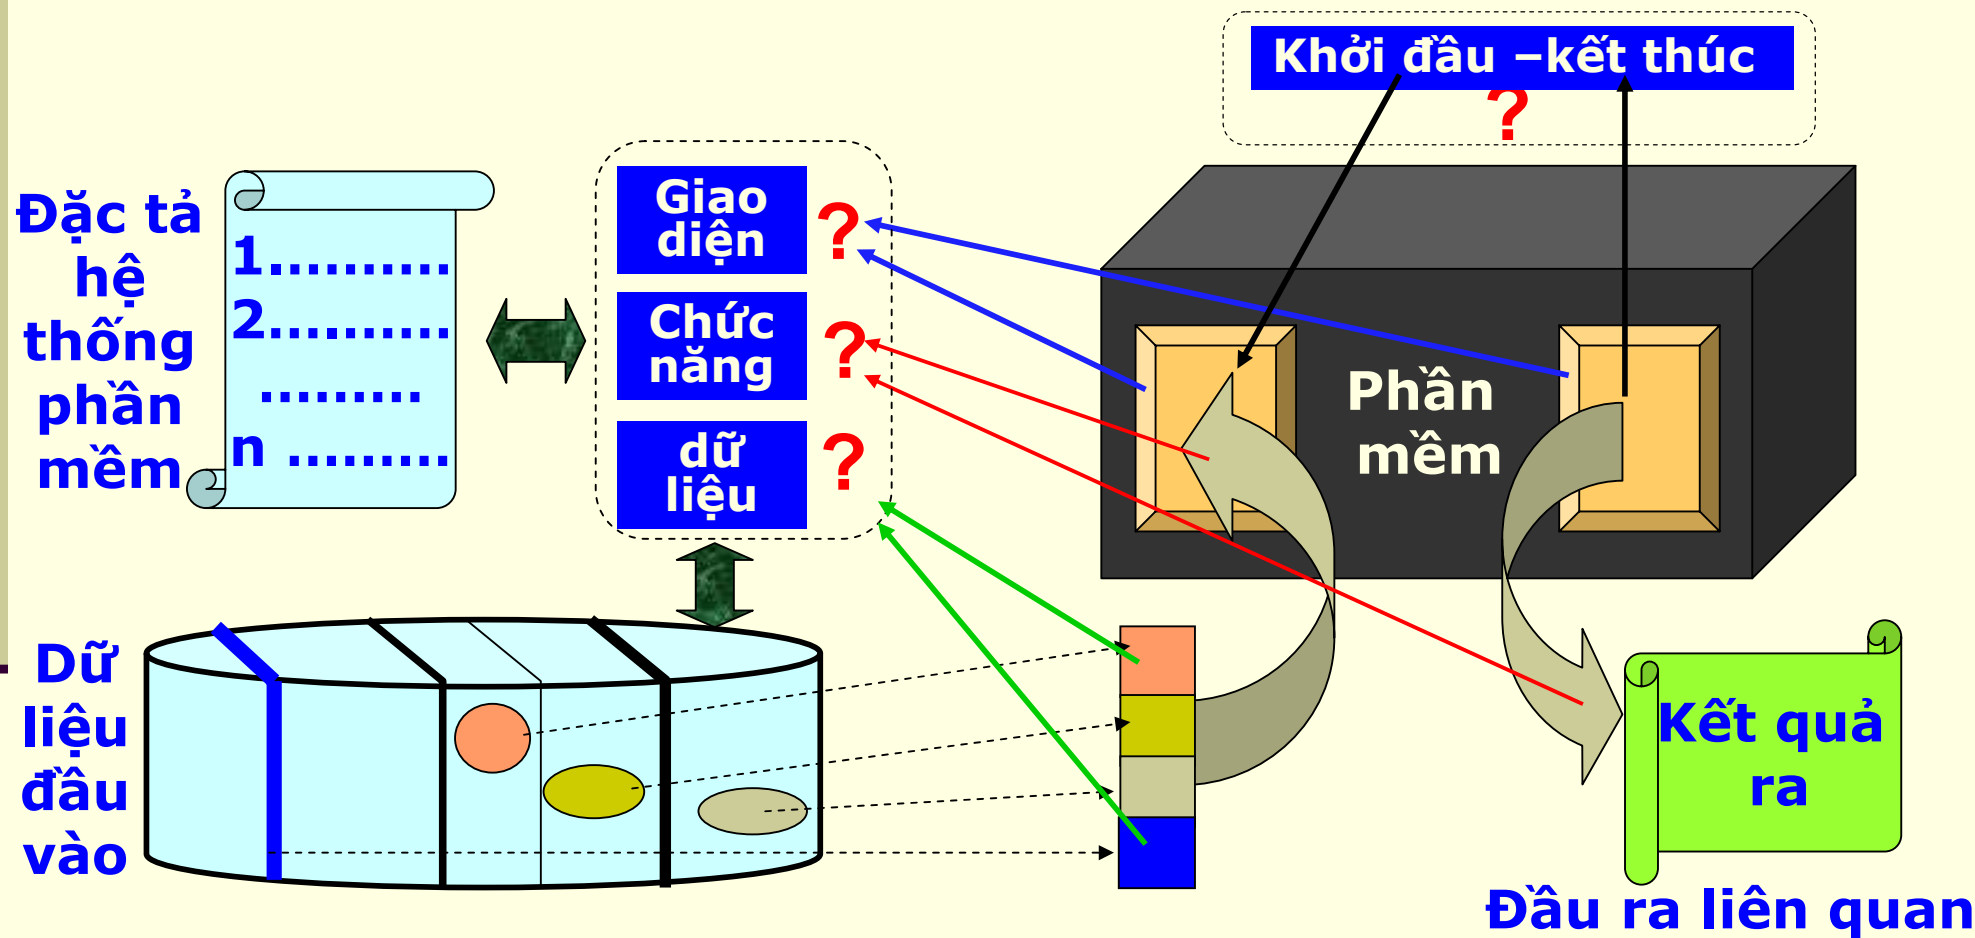 Khởi đầu –kết thúc
?
Đặc tả
hệ
thống
phần
mềm
1..........
2..........
.........
n .........
Giao
diện
?
Chức
năng
?
dữ
liệu
?
Phần
mềm
Dữ
liệu
đầu
vào
Kết quả
ra
Đầu ra liên quan